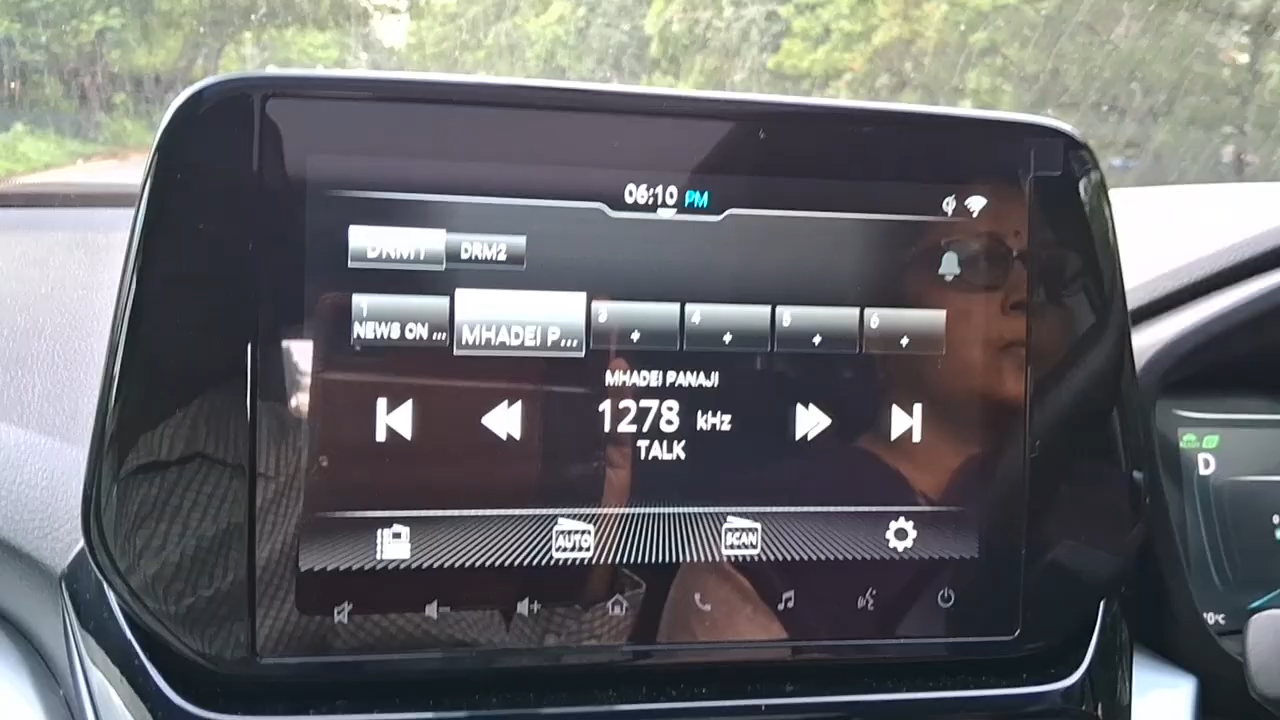 06:10 PM
DRM1 DRM2
1 NEWS ON ... MHADEI P... 3 + 4 + 5 + 6 +
MHADEI PANAJI
1278 kHz
TALK
AUTO SCAN
READY
D